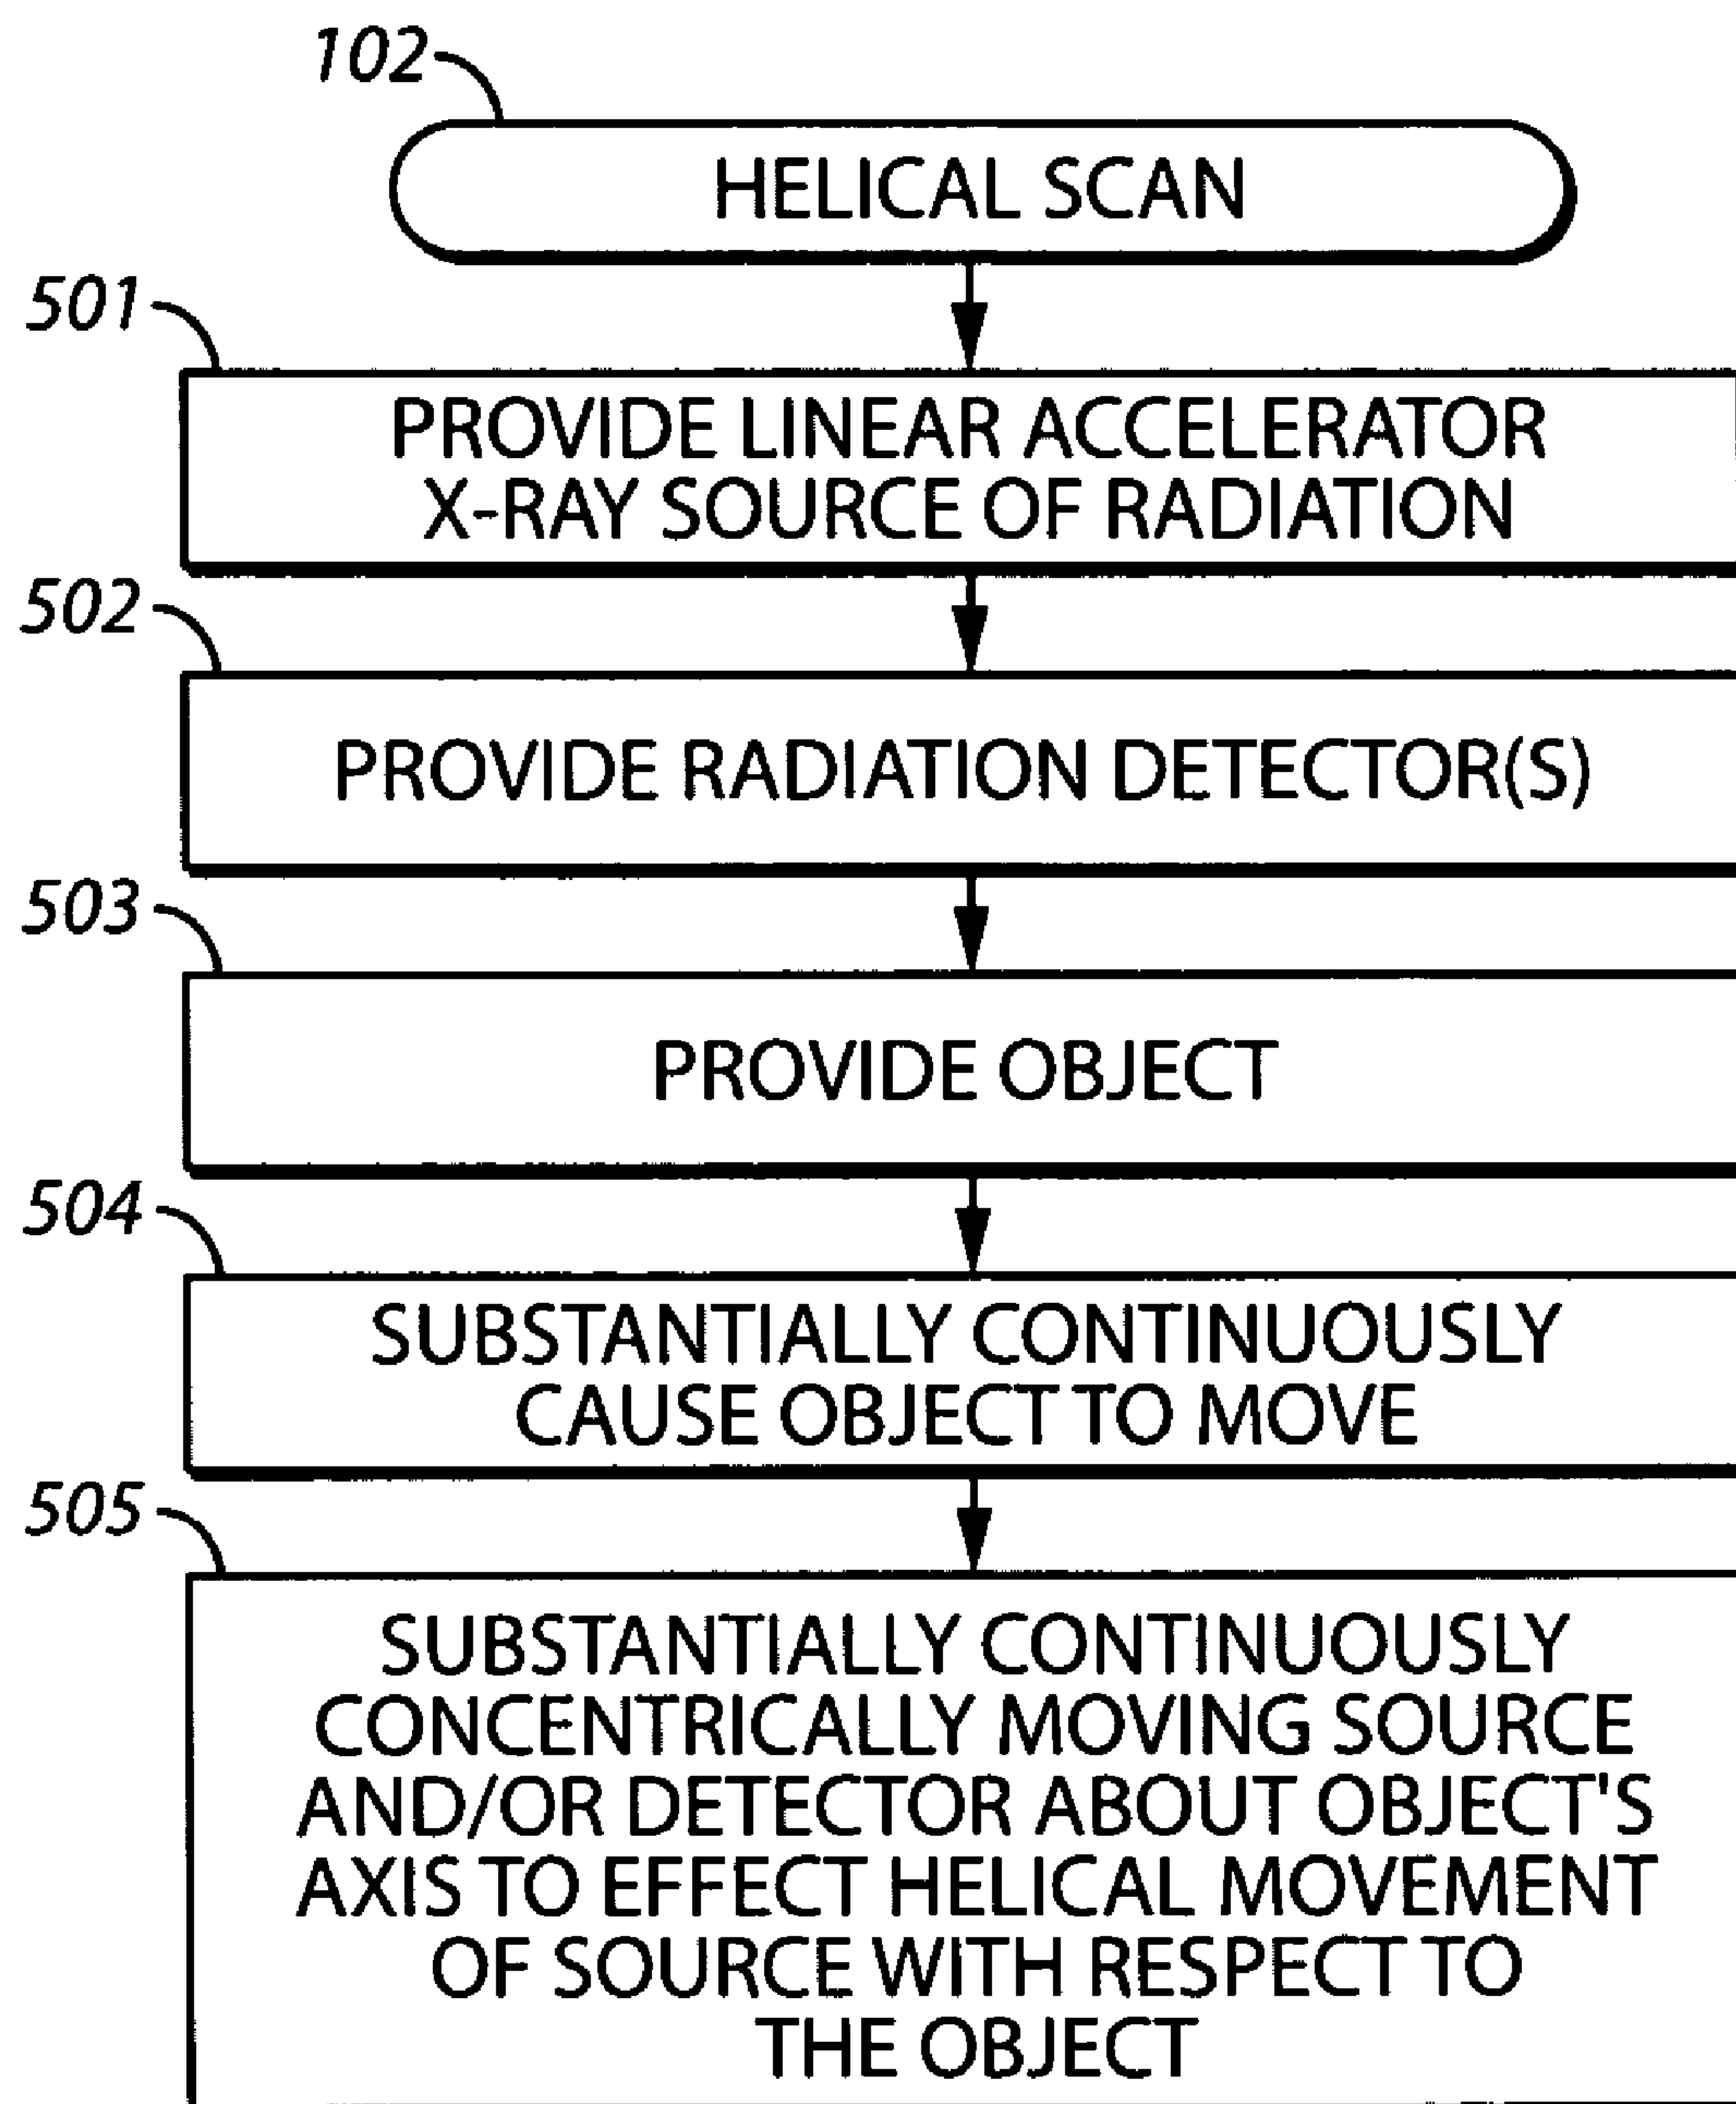 102
HELICAL SCAN
501
PROVIDE LINEAR ACCELERATOR
X-RAY SOURCE OF RADIATION
502
PROVIDE RADIATION DETECTOR(S)
503
PROVIDE OBJECT
504
SUBSTANTIALLY CONTINUOUSLY
CAUSE OBJECT TO MOVE
505
SUBSTANTIALLY CONTINUOUSLY
CONCENTRICALLY MOVING SOURCE
AND/OR DETECTOR ABOUT OBJECT'S
AXIS TO EFFECT HELICAL MOVEMENT
OF SOURCE WITH RESPECT TO
THE OBJECT